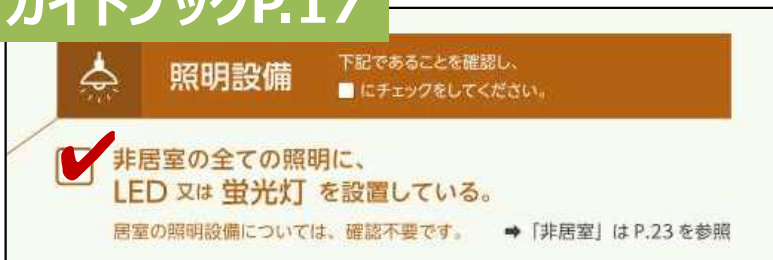 ガイドブックP.17
照明設備
下記であることを確認し、
■ にチェックをしてください。
非居室の全ての照明に、
LED 又は 蛍光灯 を設置している。
居室の照明設備については、確認不要です。 ➡ 「非居室」は P.23 を参照